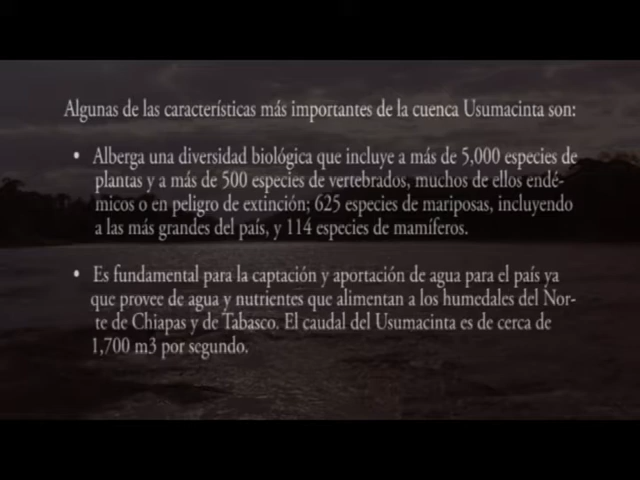 Algunas de las características más importantes de la cuenca Usumacinta son:
• Alberga una diversidad biológica que incluye a más de 5,000 especies de
plantas y a más de 500 especies de vertebrados, muchos de ellos endé-
micos o en peligro de extinción; 625 especies de mariposas, incluyendo
a las más grandes del país, y 114 especies de mamíferos.
• Es fundamental para la captación y aportación de agua para el país ya
que provee de agua y nutrientes que alimentan a los humedales del Nor-
te de Chiapas y de Tabasco. El caudal del Usumacinta es de cerca de
1,700 m3 por segundo.